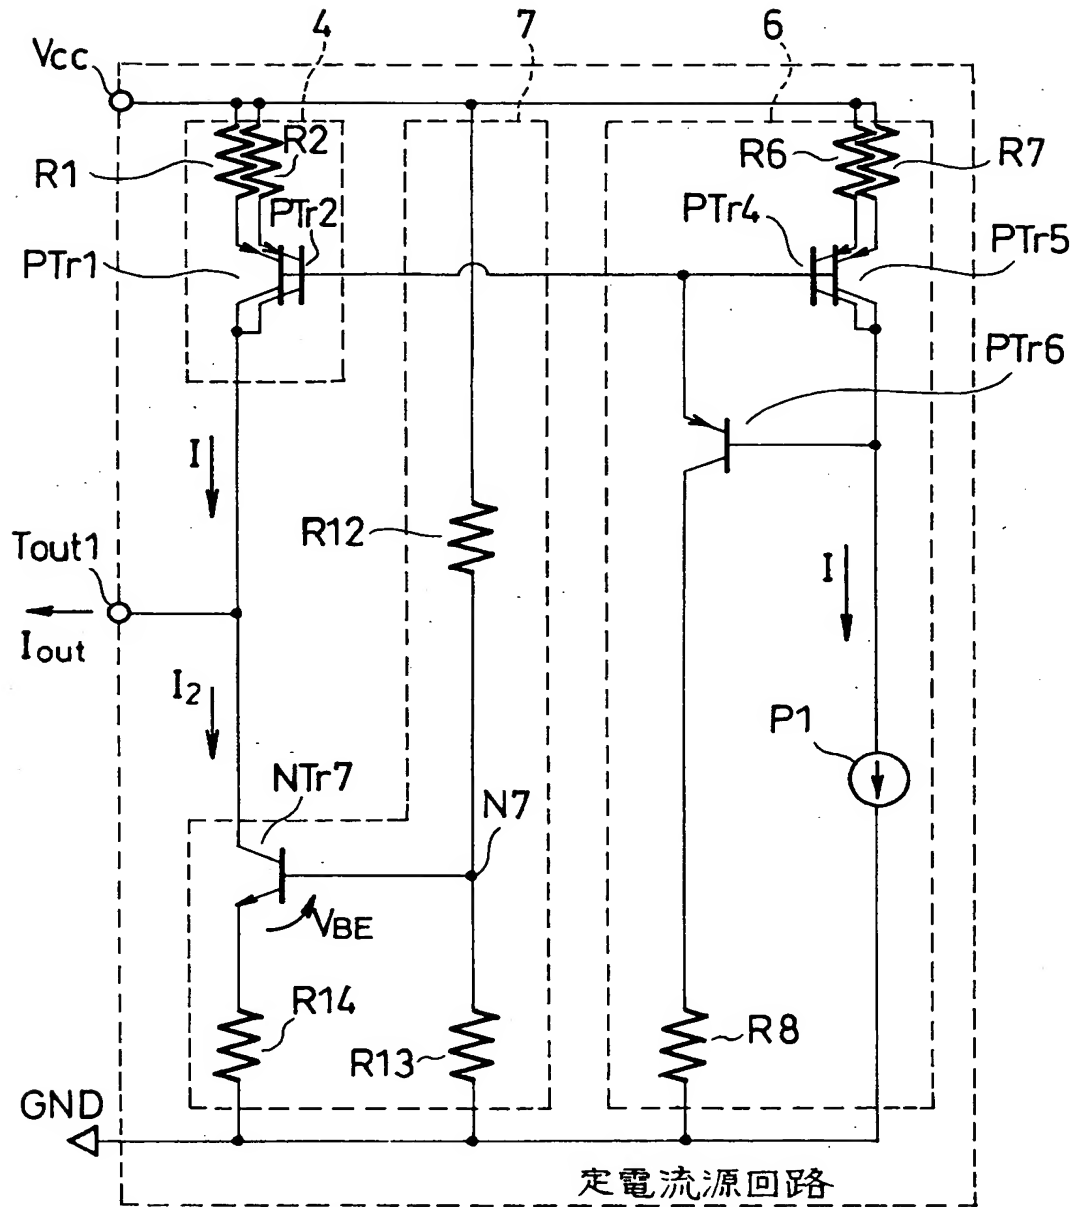 4
7
6
Vcc
R1
R2
R6
R7
PTr2
PTr4
PTr1
PTr5
PTr6
I
R12
Tout1
I
Iout
I2
P1
NTr7
N7
VBE
R14
R13
R8
GND
定電流源回路